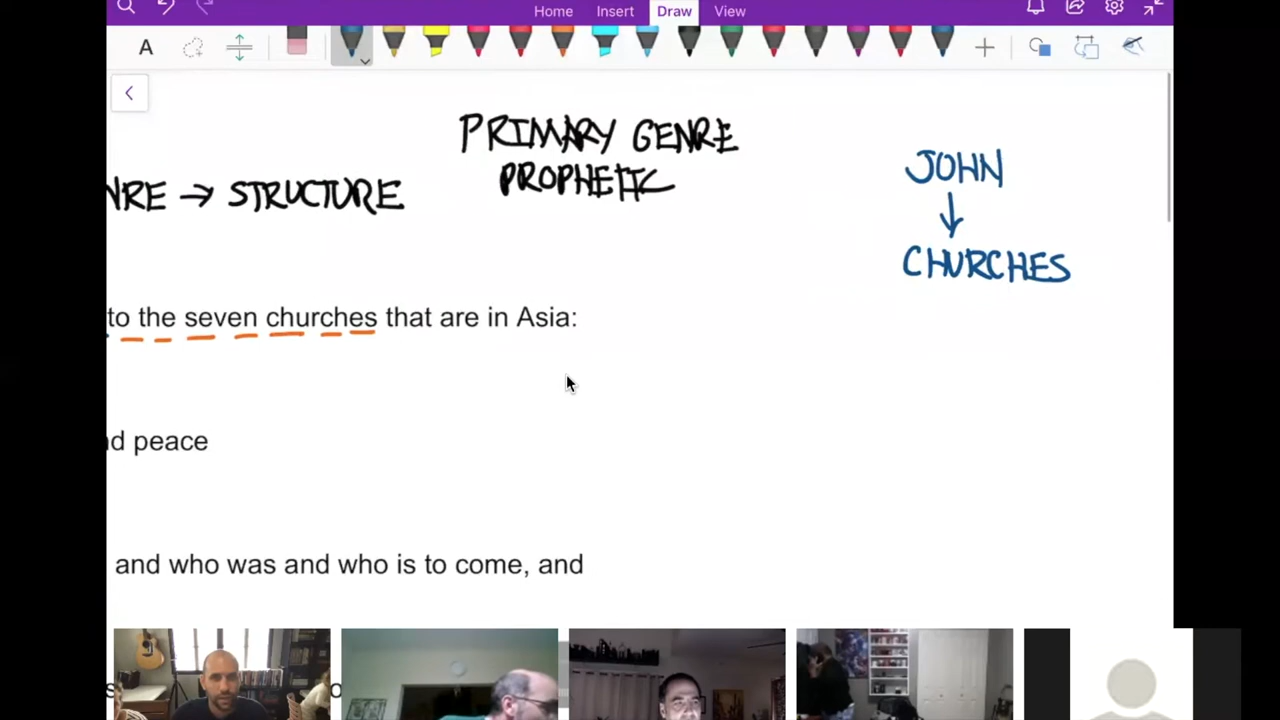 Home Insert Draw View
A
PRIMARY GENRE
PROPHETIC
NRE → STRUCTURE
JOHN
↓
CHURCHES
to the seven churches that are in Asia:
nd peace
and who was and who is to come, and